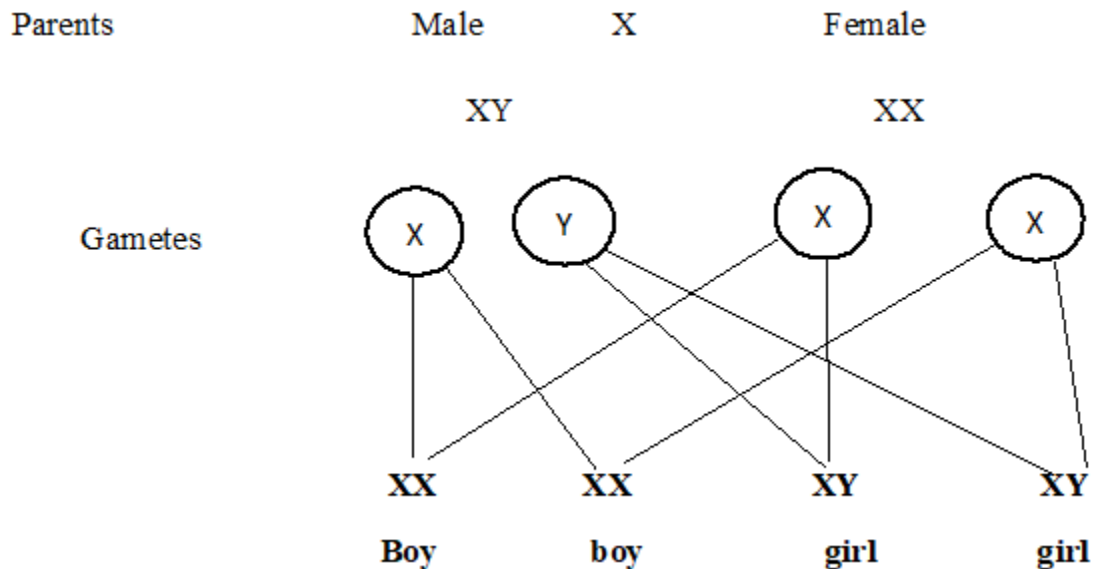 Parents Male X Female
XY XX
Gametes X Y X X
XX XX XY XY
Boy boy girl girl